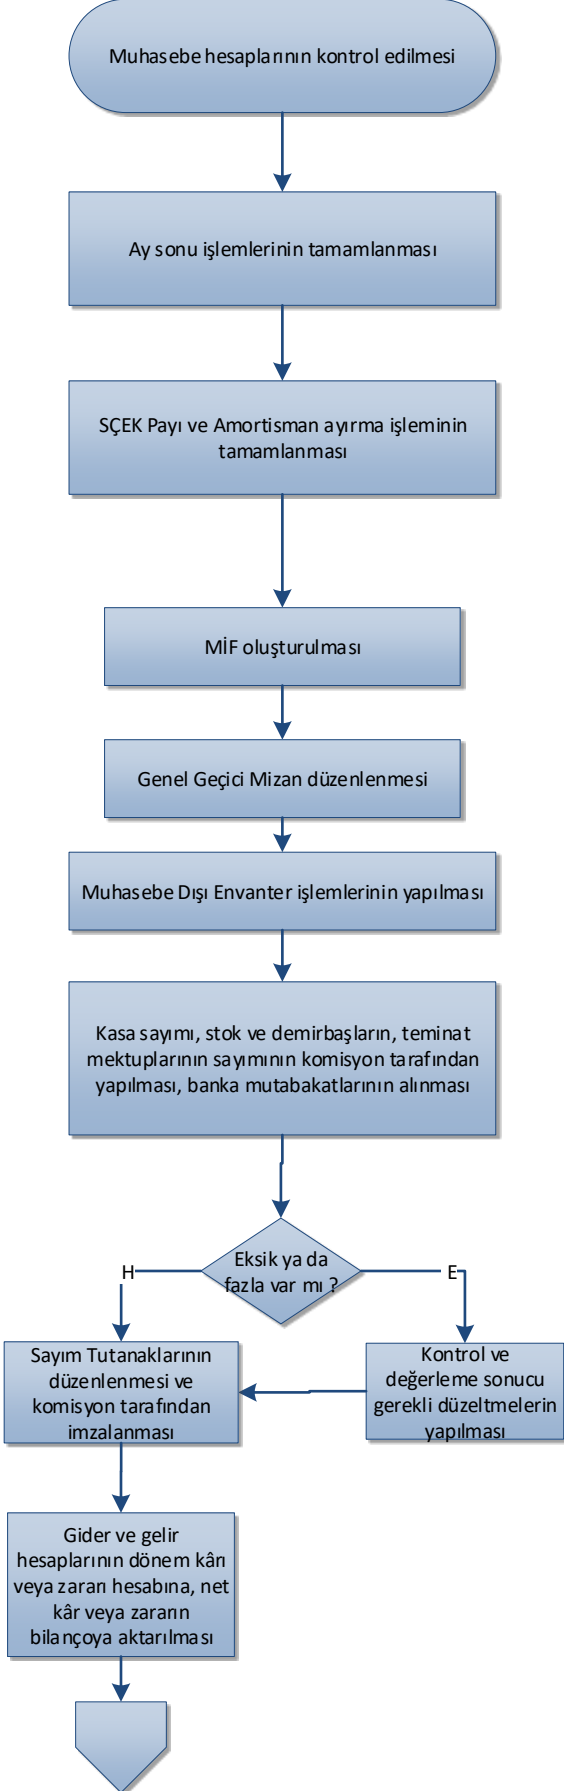 Muhasebe hesaplarının kontrol edilmesi
Ay sonu işlemlerinin tamamlanması
SÇEK Payı ve Amortisman ayırma işleminin
tamamlanması
MİF oluşturulması
Genel Geçici Mizan düzenlenmesi
Muhasebe Dışı Envanter işlemlerinin yapılması
Kasa sayımı, stok ve demirbaşların, teminat
mektuplarının sayımının komisyon tarafından
yapılması, banka mutabakatlarının alınması
Eksik ya da
fazla var mı ?
H
E
Sayım Tutanaklarının
düzenlenmesi ve
komisyon tarafından
imzalanması
Kontrol ve
değerleme sonucu
gerekli düzeltmelerin
yapılması
Gider ve gelir
hesaplarının dönem kârı
veya zararı hesabına, net
kâr veya zararın
bilançoya aktarılması